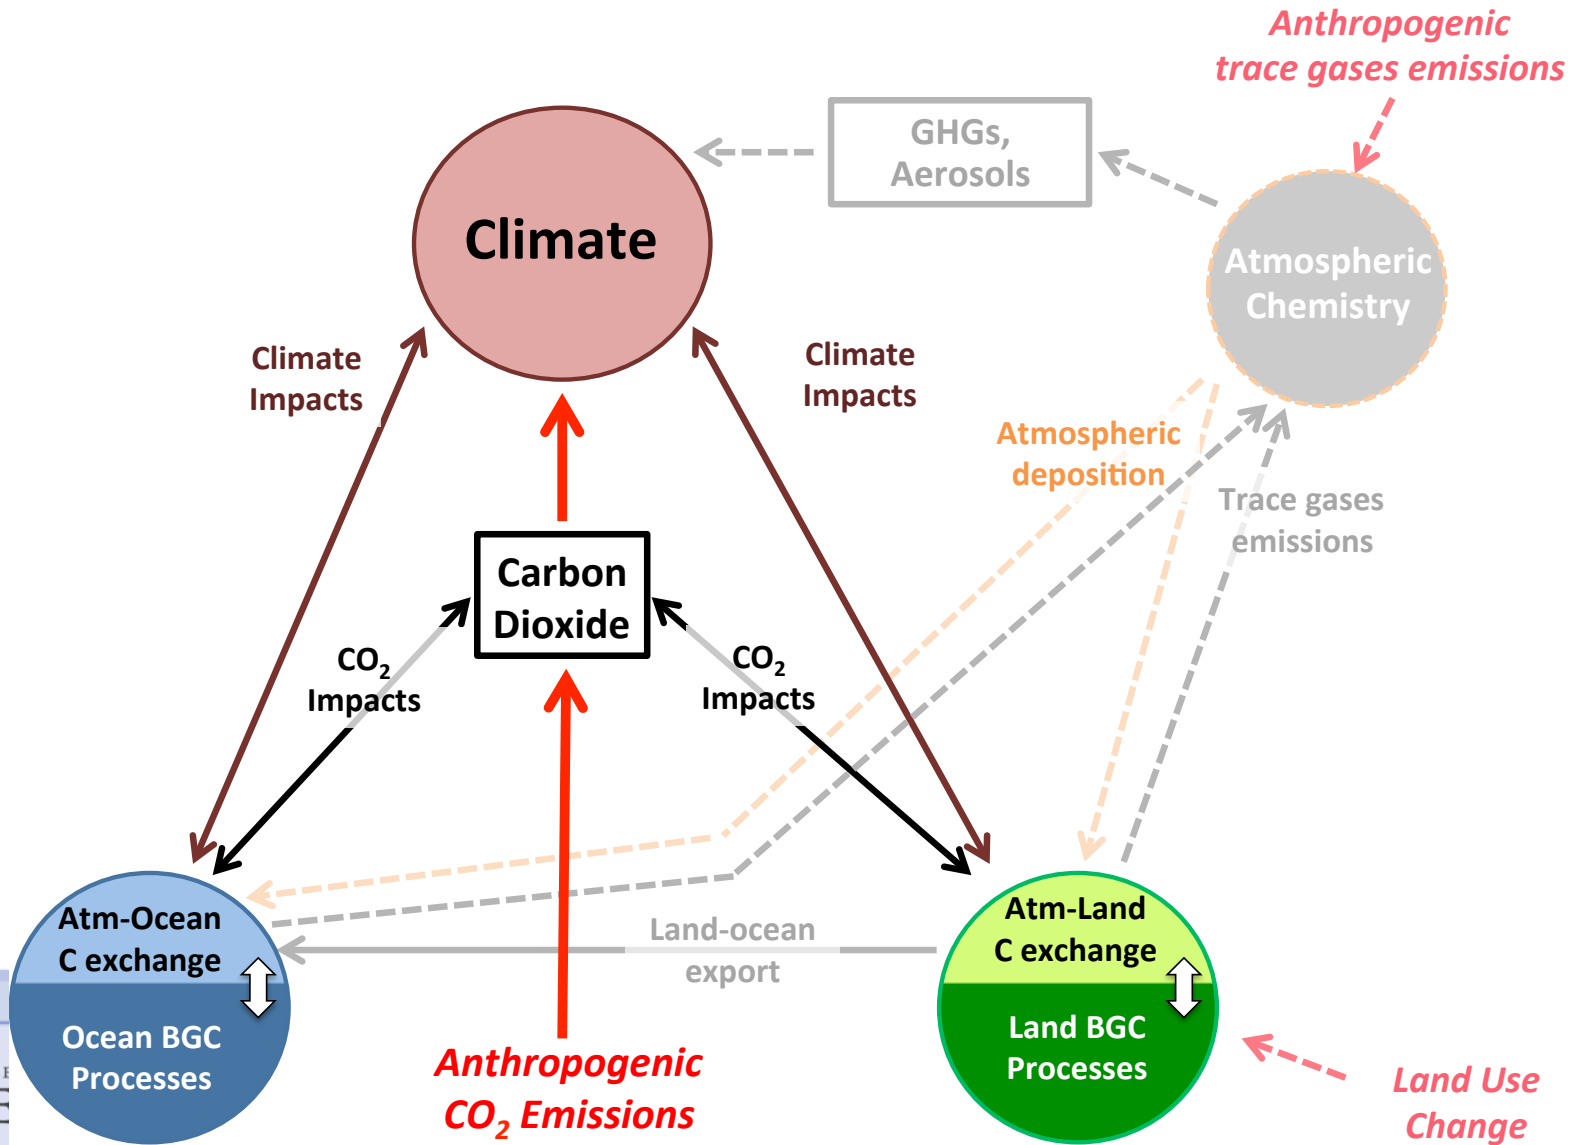 Anthropogenic
trace gases emissions
GHGs,
Aerosols
Climate
Atmospheric
Chemistry
Climate
Impacts
Climate
Impacts
Atmospheric
deposition
Trace gases
emissions
Carbon
Dioxide
CO₂
Impacts
CO₂
Impacts
Atm-Ocean
C exchange
Ocean BGC
Processes
Land-ocean
export
Atm-Land
C exchange
Land BGC
Processes
Anthropogenic
CO₂ Emissions
Land Use
Change